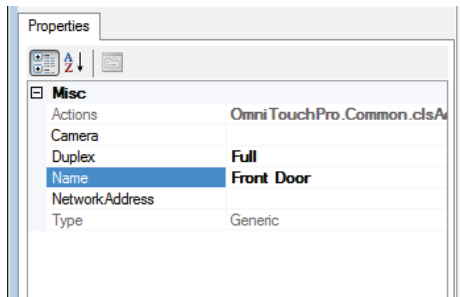 Properties
Misc
Actions OmniTouchPro.Common.clsA
Camera
Duplex Full
Name Front Door
NetworkAddress
Type Generic